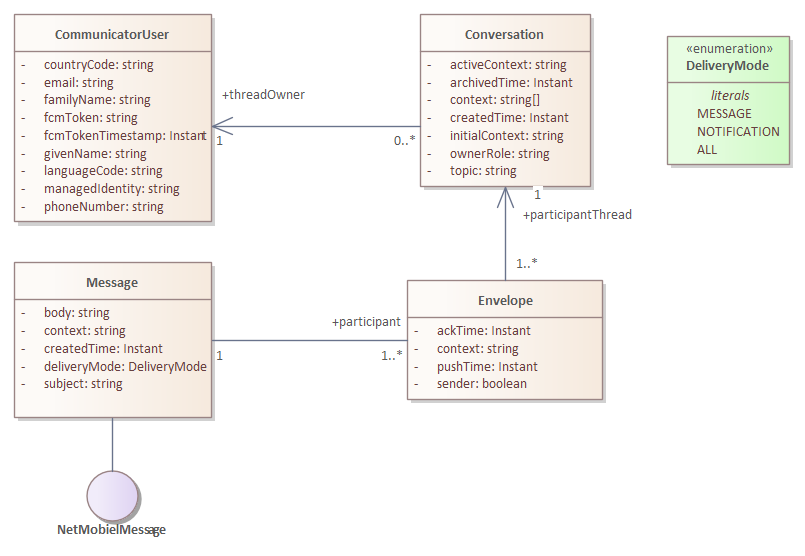 CommunicatorUser
- countryCode: string
- email: string
- familyName: string
- fcmToken: string
- fcmTokenTimestamp: Instant
- givenName: string
- languageCode: string
- managedIdentity: string
- phoneNumber: string
+threadOwner
1
0..*
Conversation
- activeContext: string
- archivedTime: Instant
- context: string[]
- createdTime: Instant
- initialContext: string
- ownerRole: string
- topic: string
«enumeration»
DeliveryMode
literals
MESSAGE
NOTIFICATION
ALL
1
+participantThread
1..*
Message
- body: string
- context: string
- createdTime: Instant
- deliveryMode: DeliveryMode
- subject: string
+participant
1
1..*
Envelope
- ackTime: Instant
- context: string
- pushTime: Instant
- sender: boolean
NetMobielMessage